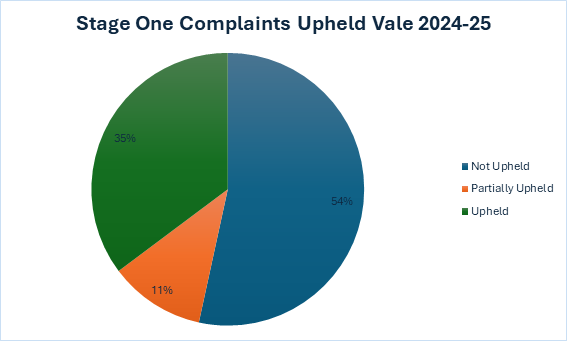 Stage One Complaints Upheld Vale 2024-25
35%
54%
11%
Not Upheld
Partially Upheld
Upheld